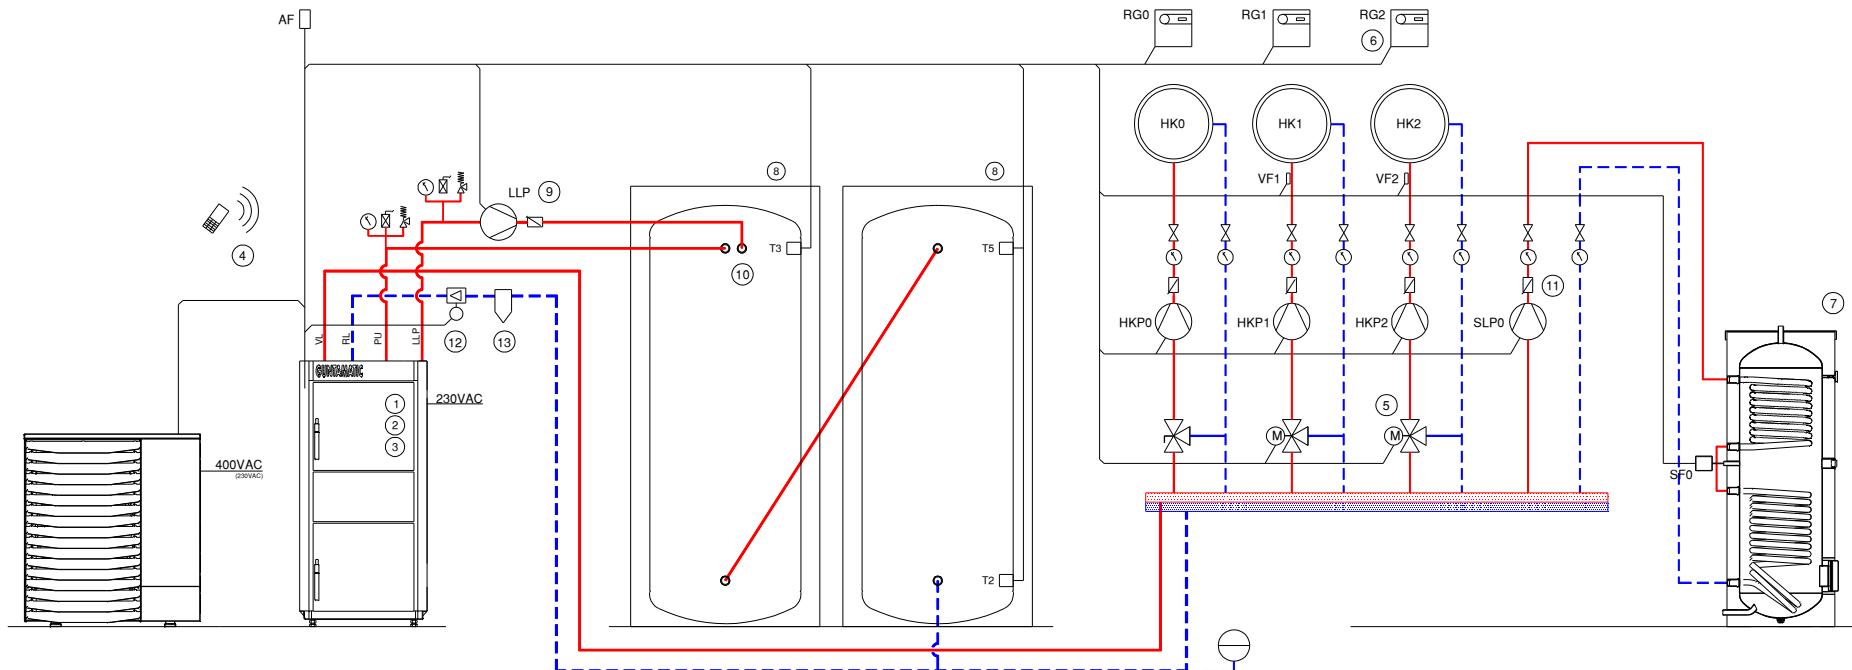 AF
RG0
RG1
RG2
6
HK0
HK1
HK2
8
8
LLP
9
VF1
VF2
4
T3
T5
10
11
7
HKP0
HKP1
HKP2
SLP0
VL
RL
PU
LLP
12
13
GUNTAMATIC
230VAC
1
2
3
5
M
M
400VAC
(230VAC)
SF0
T2